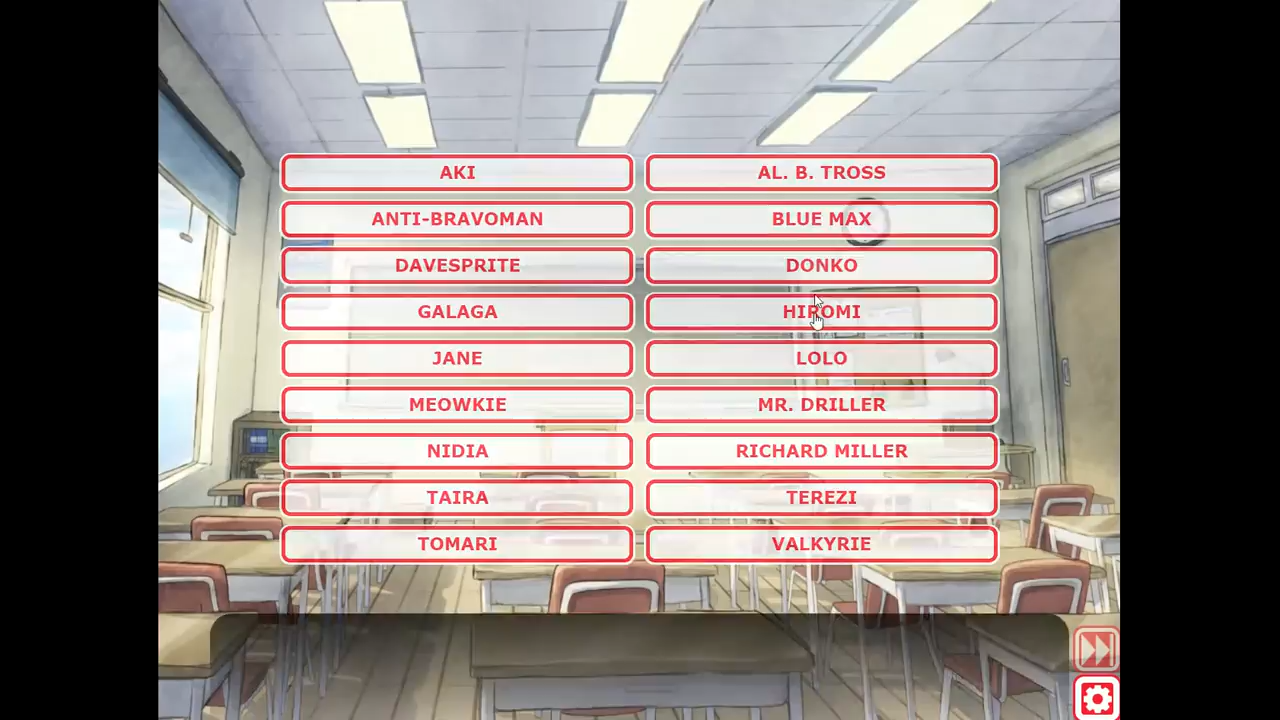 AKI
AL. B. TROSS
ANTI-BRAVOMAN
BLUE MAX
DAVESPRITE
DONKO
GALAGA
HIROMI
JANE
LOLO
MEOWKIE
MR. DRILLER
NIDIA
RICHARD MILLER
TAIRA
TEREZI
TOMARI
VALKYRIE